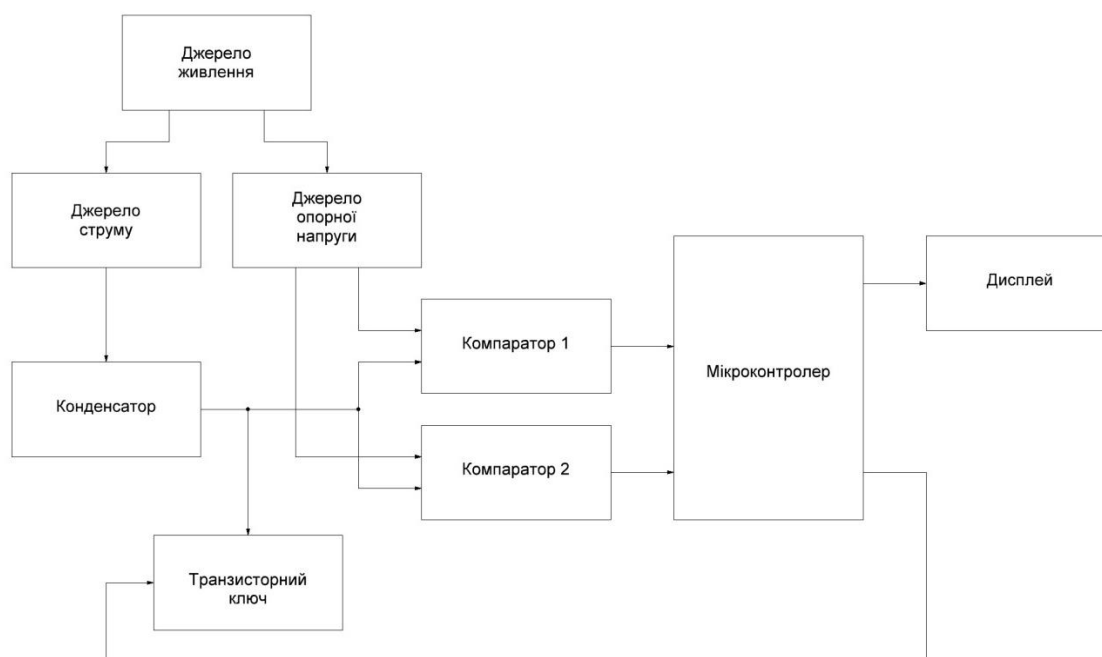 Джерело
живлення
Джерело
струму
Джерело
опорної
напруги
Компаратор 1
Мікроконтролер
Дисплей
Конденсатор
Компаратор 2
Транзисторний
ключ